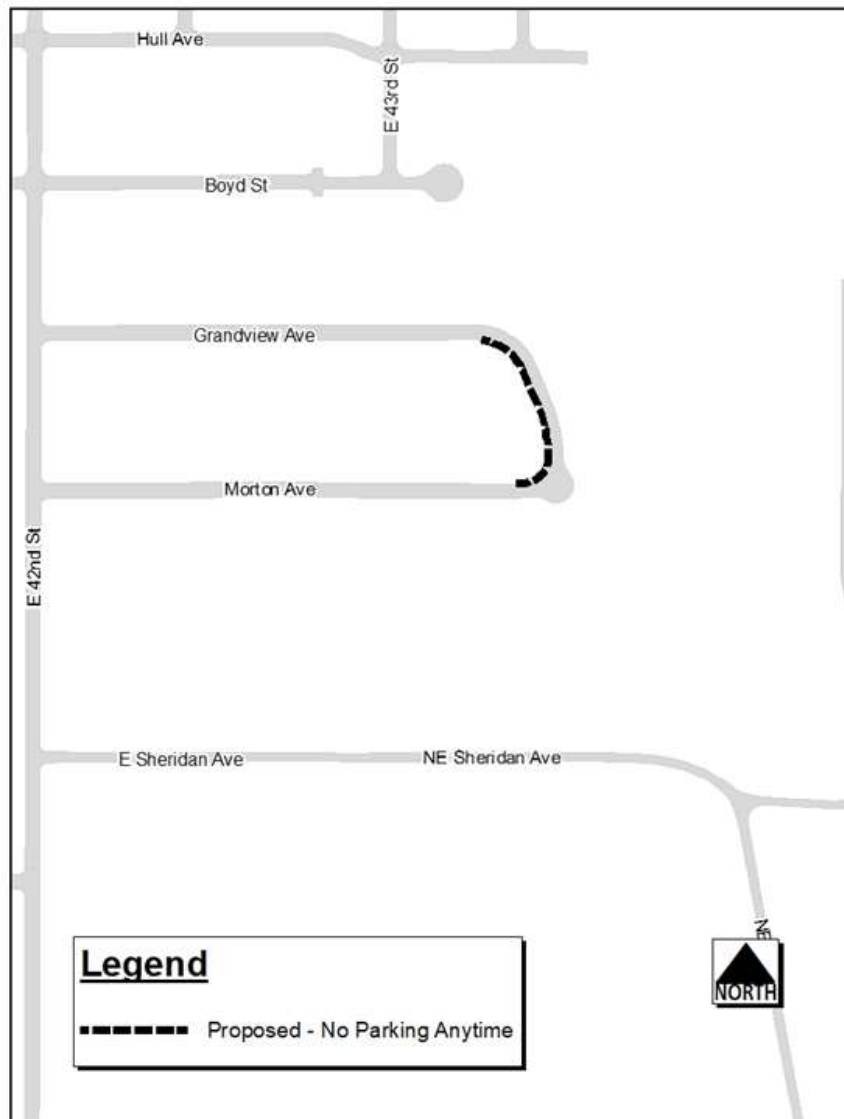 Hull Ave
E 43rd St
Boyd St
Grandview Ave
Morton Ave
E 42nd St
E Sheridan Ave
NE Sheridan Ave
NE
NORTH
Legend
Proposed - No Parking Anytime